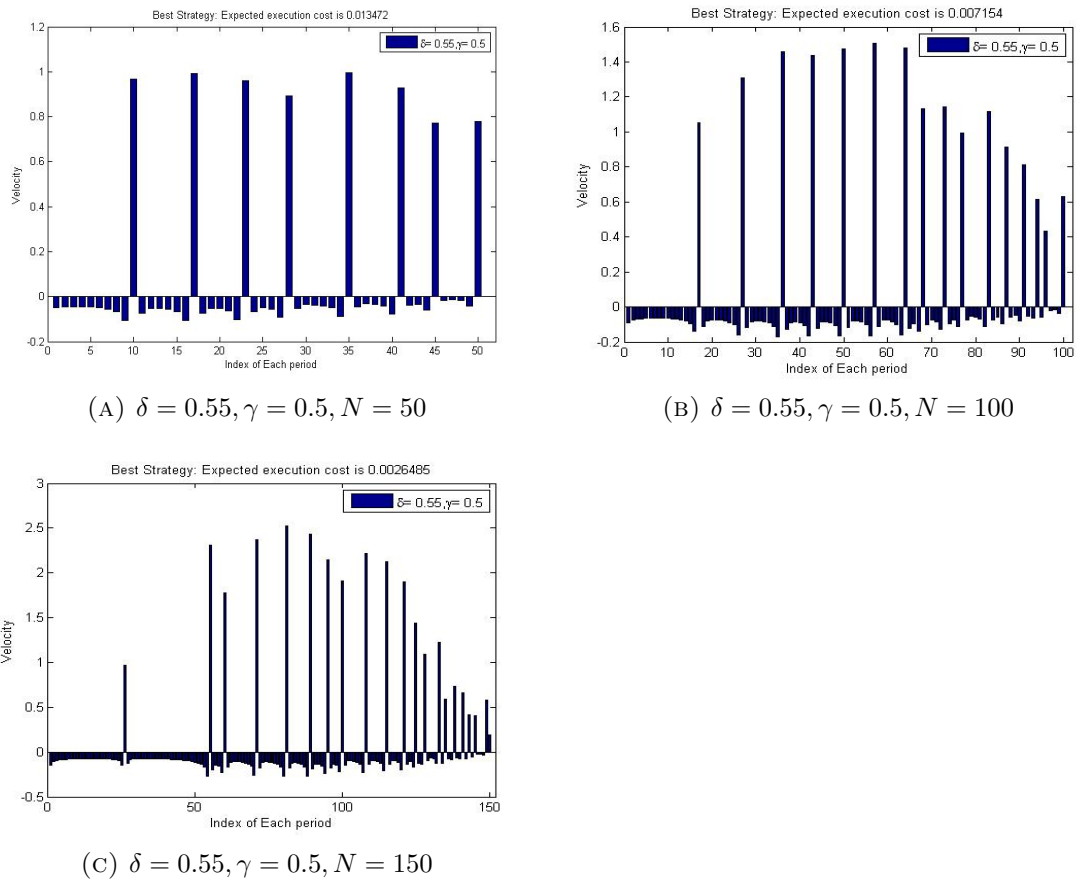 Best Strategy: Expected execution cost is 0.013472
δ= 0.55,γ= 0.5
1.2
1
0.8
0.6
0.4
0.2
0
-0.2
Velocity
0 5 10 15 20 25 30 35 40 45 50
Index of Each period
(A) δ = 0.55, γ = 0.5, N = 50
Best Strategy: Expected execution cost is 0.007154
δ= 0.55,γ= 0.5
1.6
1.4
1.2
1
0.8
0.6
0.4
0.2
0
-0.2
Velocity
0 10 20 30 40 50 60 70 80 90 100
Index of Each period
(B) δ = 0.55, γ = 0.5, N = 100
Best Strategy: Expected execution cost is 0.0026485
δ= 0.55,γ= 0.5
3
2.5
2
1.5
1
0.5
0
-0.5
Velocity
0 50 100 150
Index of Each period
(C) δ = 0.55, γ = 0.5, N = 150